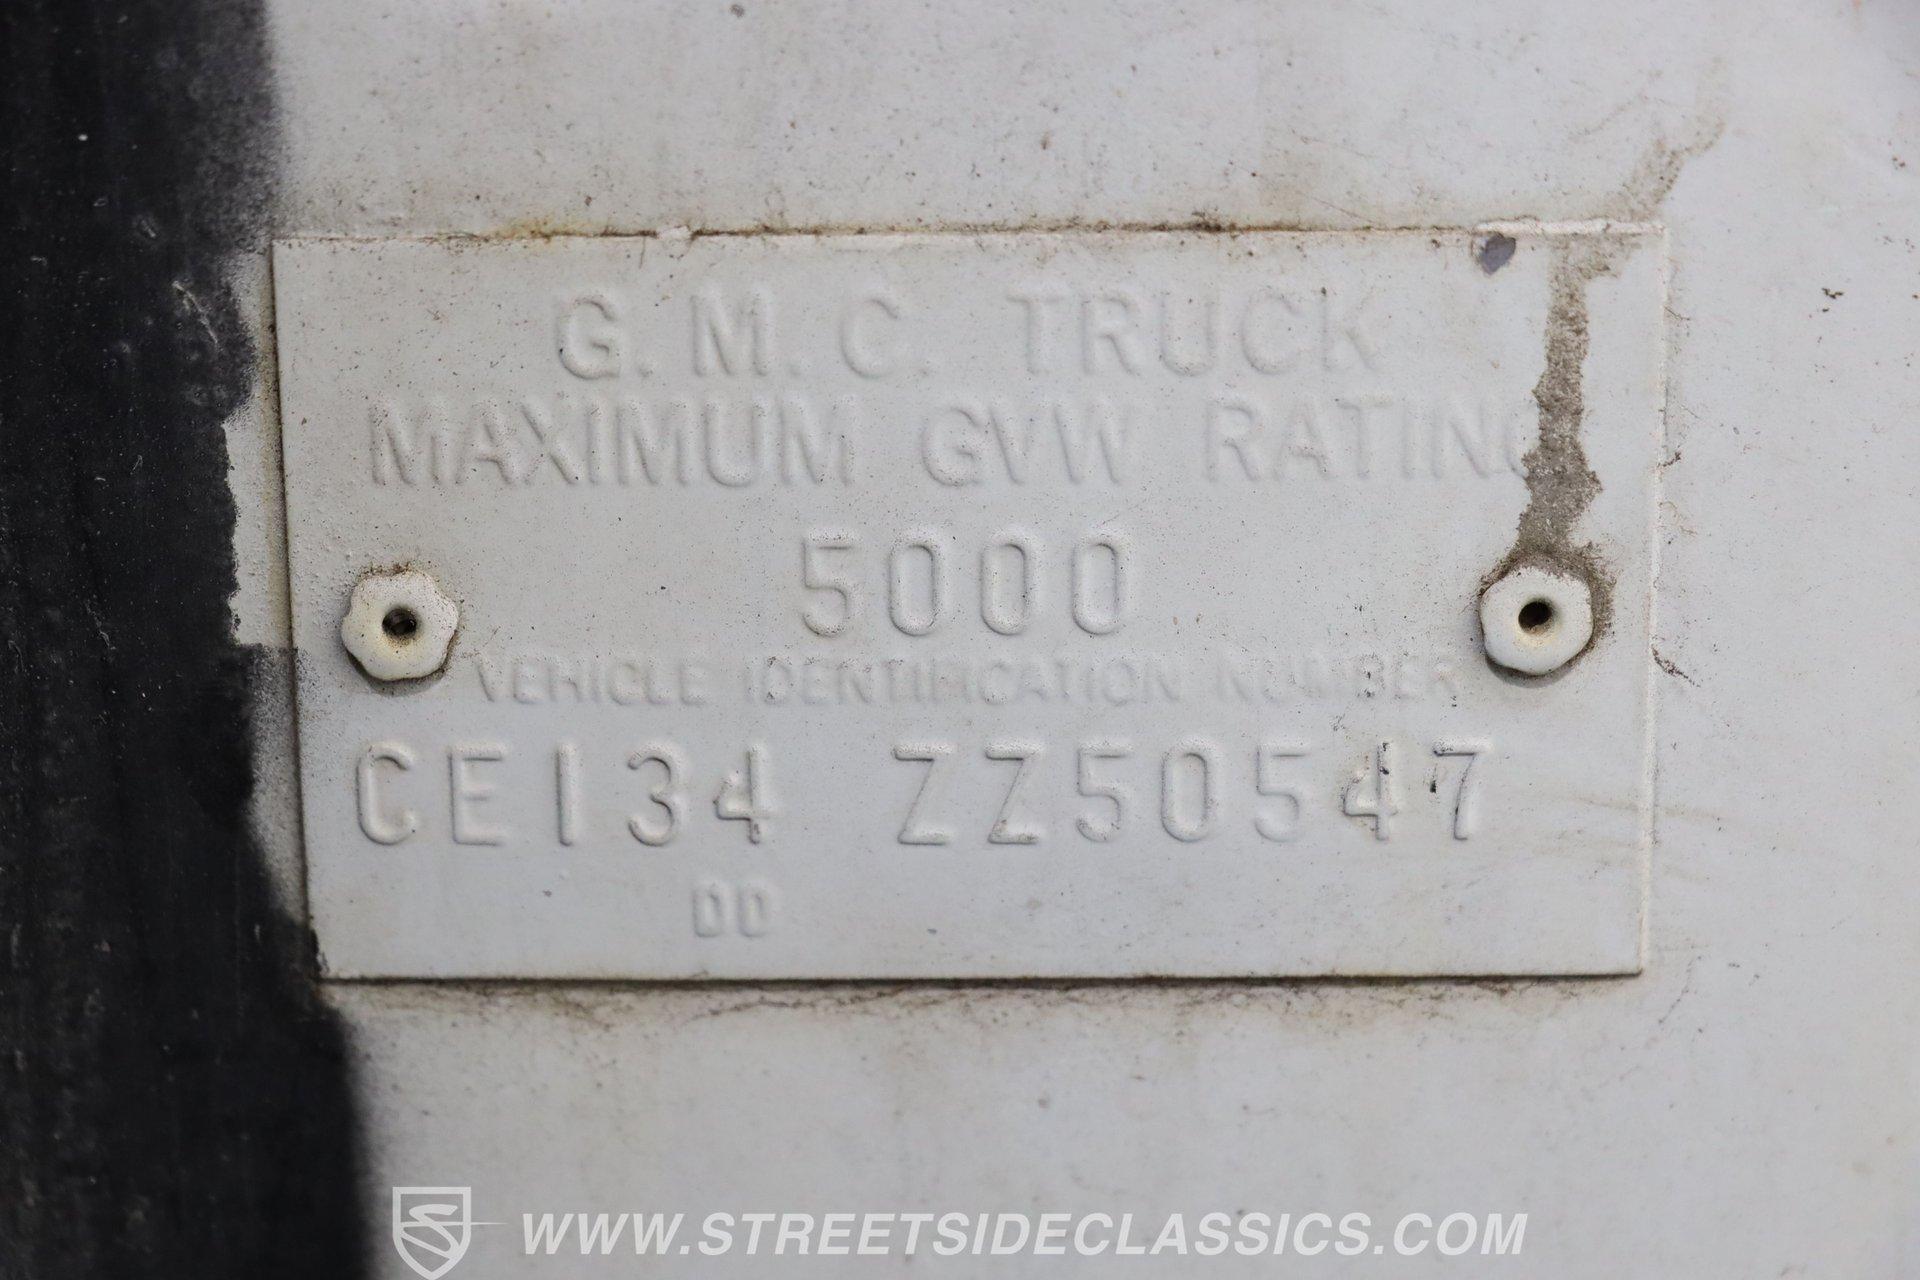 G.M.C. TRUCK
MAXIMUM GVW RATING
5000
VEHICLE IDENTIFICATION NUMBER
CE134 ZZ50547
DD
WWW.STREETSIDECLASSICS.COM